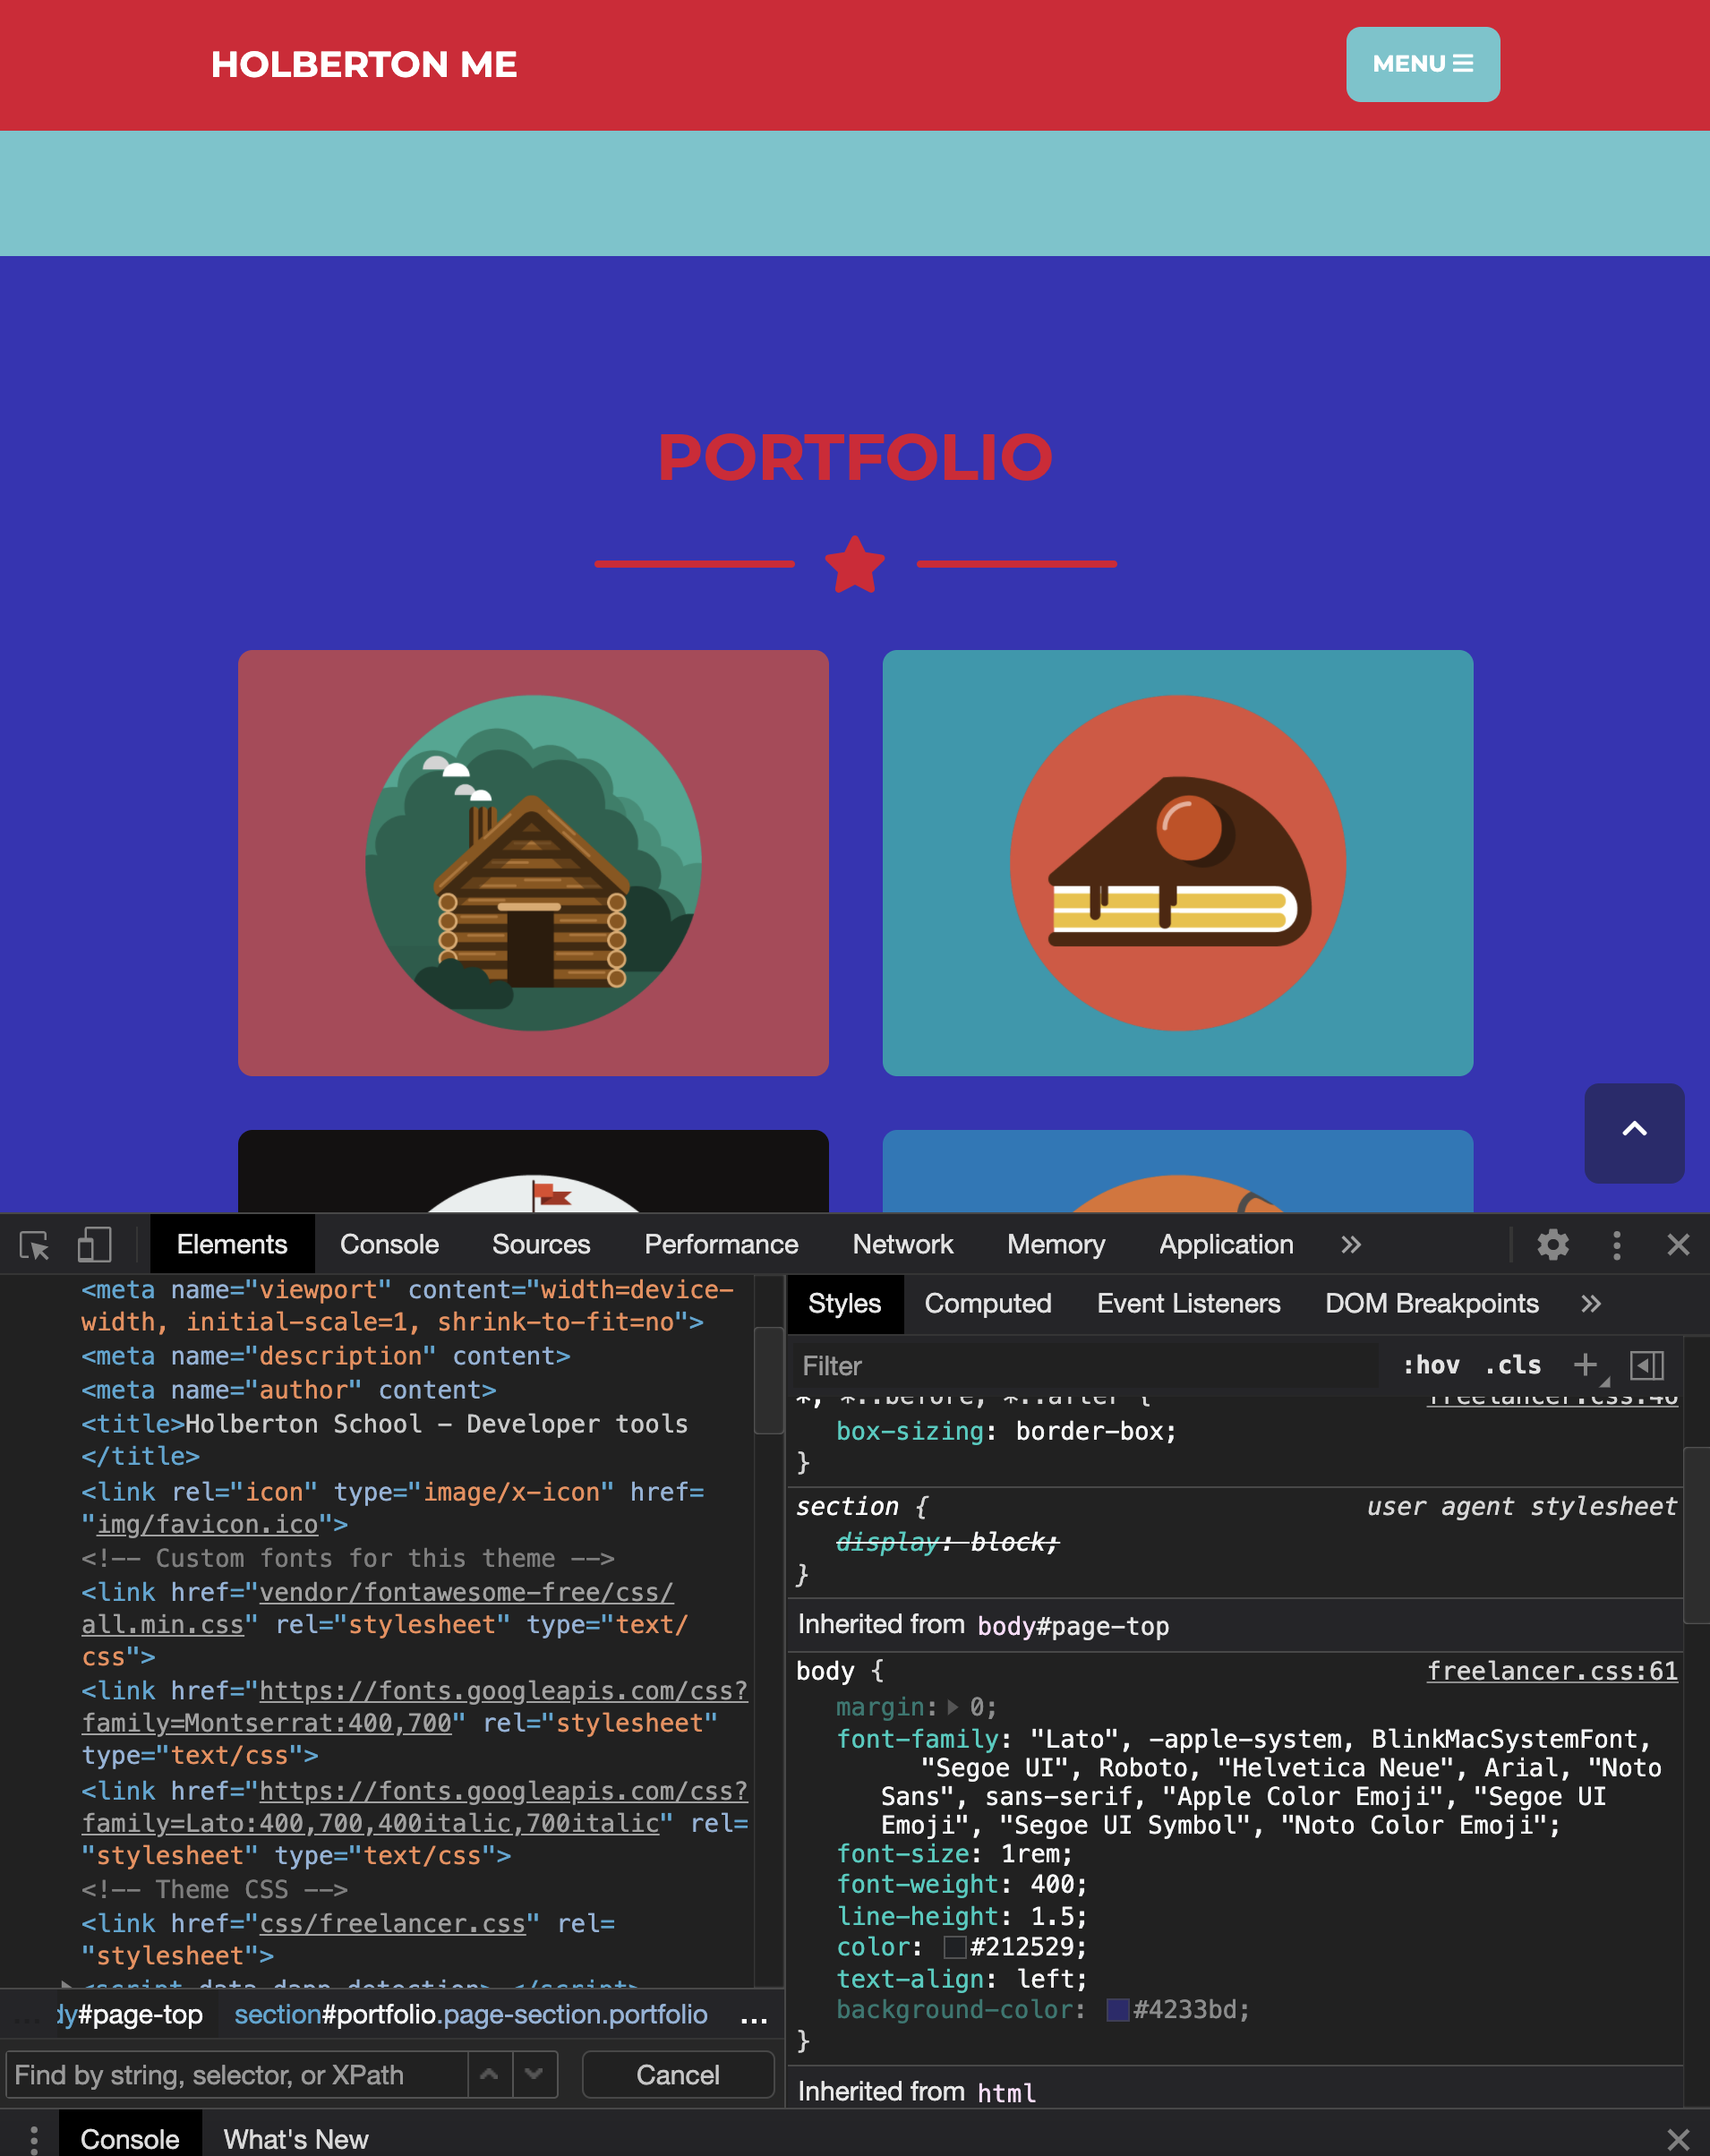 HOLBERTON ME
MENU
PORTFOLIO
Elements Console Sources Performance Network Memory Application »
<meta name="viewport" content="width=device-
width, initial-scale=1, shrink-to-fit=no">
<meta name="description" content>
<meta name="author" content>
<title>Holberton School - Developer tools
</title>
<link rel="icon" type="image/x-icon" href=
"img/favicon.ico">
<!-- Custom fonts for this theme -->
<link href="vendor/fontawesome-free/css/
all.min.css" rel="stylesheet" type="text/
css">
<link href="https://fonts.googleapis.com/css?
family=Montserrat:400,700" rel="stylesheet"
type="text/css">
<link href="https://fonts.googleapis.com/css?
family=Lato:400,700,400italic,700italic" rel=
"stylesheet" type="text/css">
<!-- Theme CSS -->
<link href="css/freelancer.css" rel=
"stylesheet">
<script data-dapp-detection> </script>
... dy#page-top section#portfolio.page-section.portfolio ...
Find by string, selector, or XPath Cancel
Styles Computed Event Listeners DOM Breakpoints »
Filter :hov .cls +
*, *::before, *::after { freelancer.css:46
box-sizing: border-box;
}
section { user agent stylesheet
display: block;
}
Inherited from body#page-top
body { freelancer.css:61
margin: 0;
font-family: "Lato", -apple-system, BlinkMacSystemFont,
"Segoe UI", Roboto, "Helvetica Neue", Arial, "Noto
Sans", sans-serif, "Apple Color Emoji", "Segoe UI
Emoji", "Segoe UI Symbol", "Noto Color Emoji";
font-size: 1rem;
font-weight: 400;
line-height: 1.5;
color: #212529;
text-align: left;
background-color: #4233bd;
}
Inherited from html
Console What's New